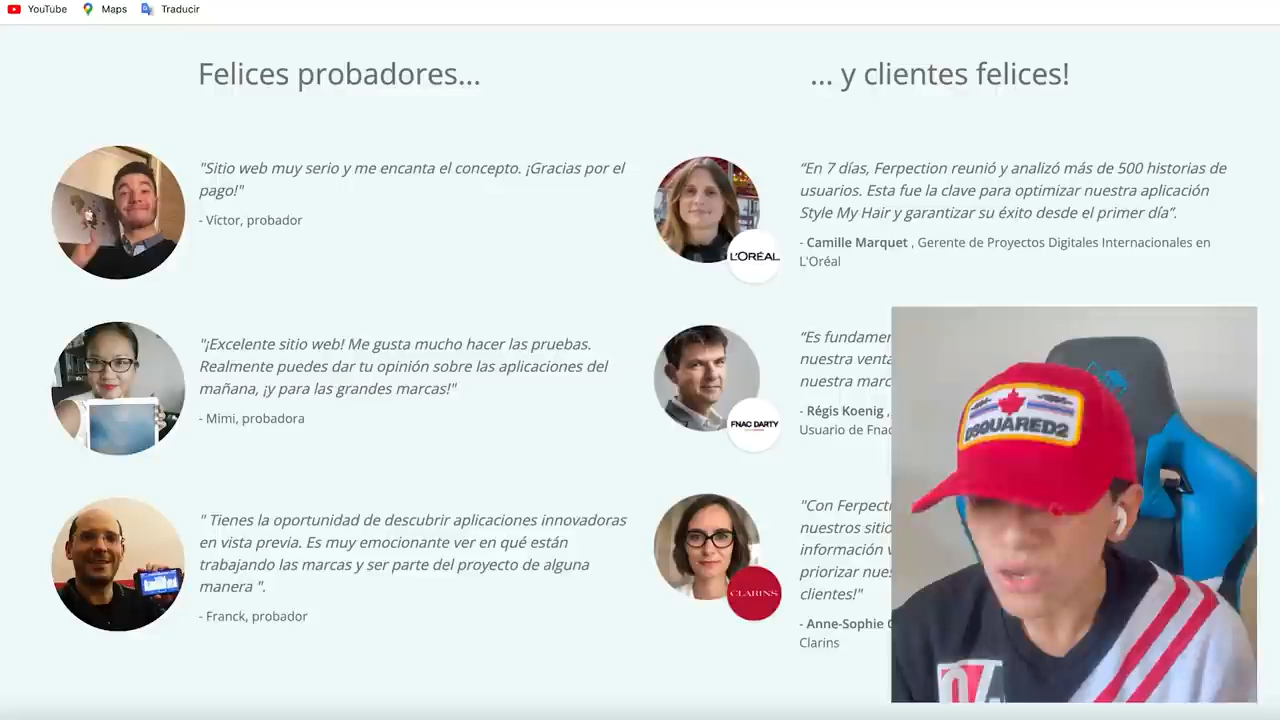 YouTube Maps Traducir
Felices probadores...
"Sitio web muy serio y me encanta el concepto. ¡Gracias por el
pago!"
- Víctor, probador
"¡Excelente sitio web! Me gusta mucho hacer las pruebas.
Realmente puedes dar tu opinión sobre las aplicaciones del
mañana, ¡y para las grandes marcas!"
- Mimi, probadora
" Tienes la oportunidad de descubrir aplicaciones innovadoras
en vista previa. Es muy emocionante ver en qué están
trabajando las marcas y ser parte del proyecto de alguna
manera ".
- Franck, probador
... y clientes felices!
“En 7 días, Ferpection reunió y analizó más de 500 historias de
usuarios. Esta fue la clave para optimizar nuestra aplicación
Style My Hair y garantizar su éxito desde el primer día”.
- Camille Marquet , Gerente de Proyectos Digitales Internacionales en
L'Oréal
L'ORÉAL
“Es
nuestra
nuestra
- Régis Koenig ,
Usuario de Fnac
FNAC DARTY
"Con
nuestros
información
priorizar
clientes!"
- Anne-Sophie
Clarins
CLARINS
DSQUARED2